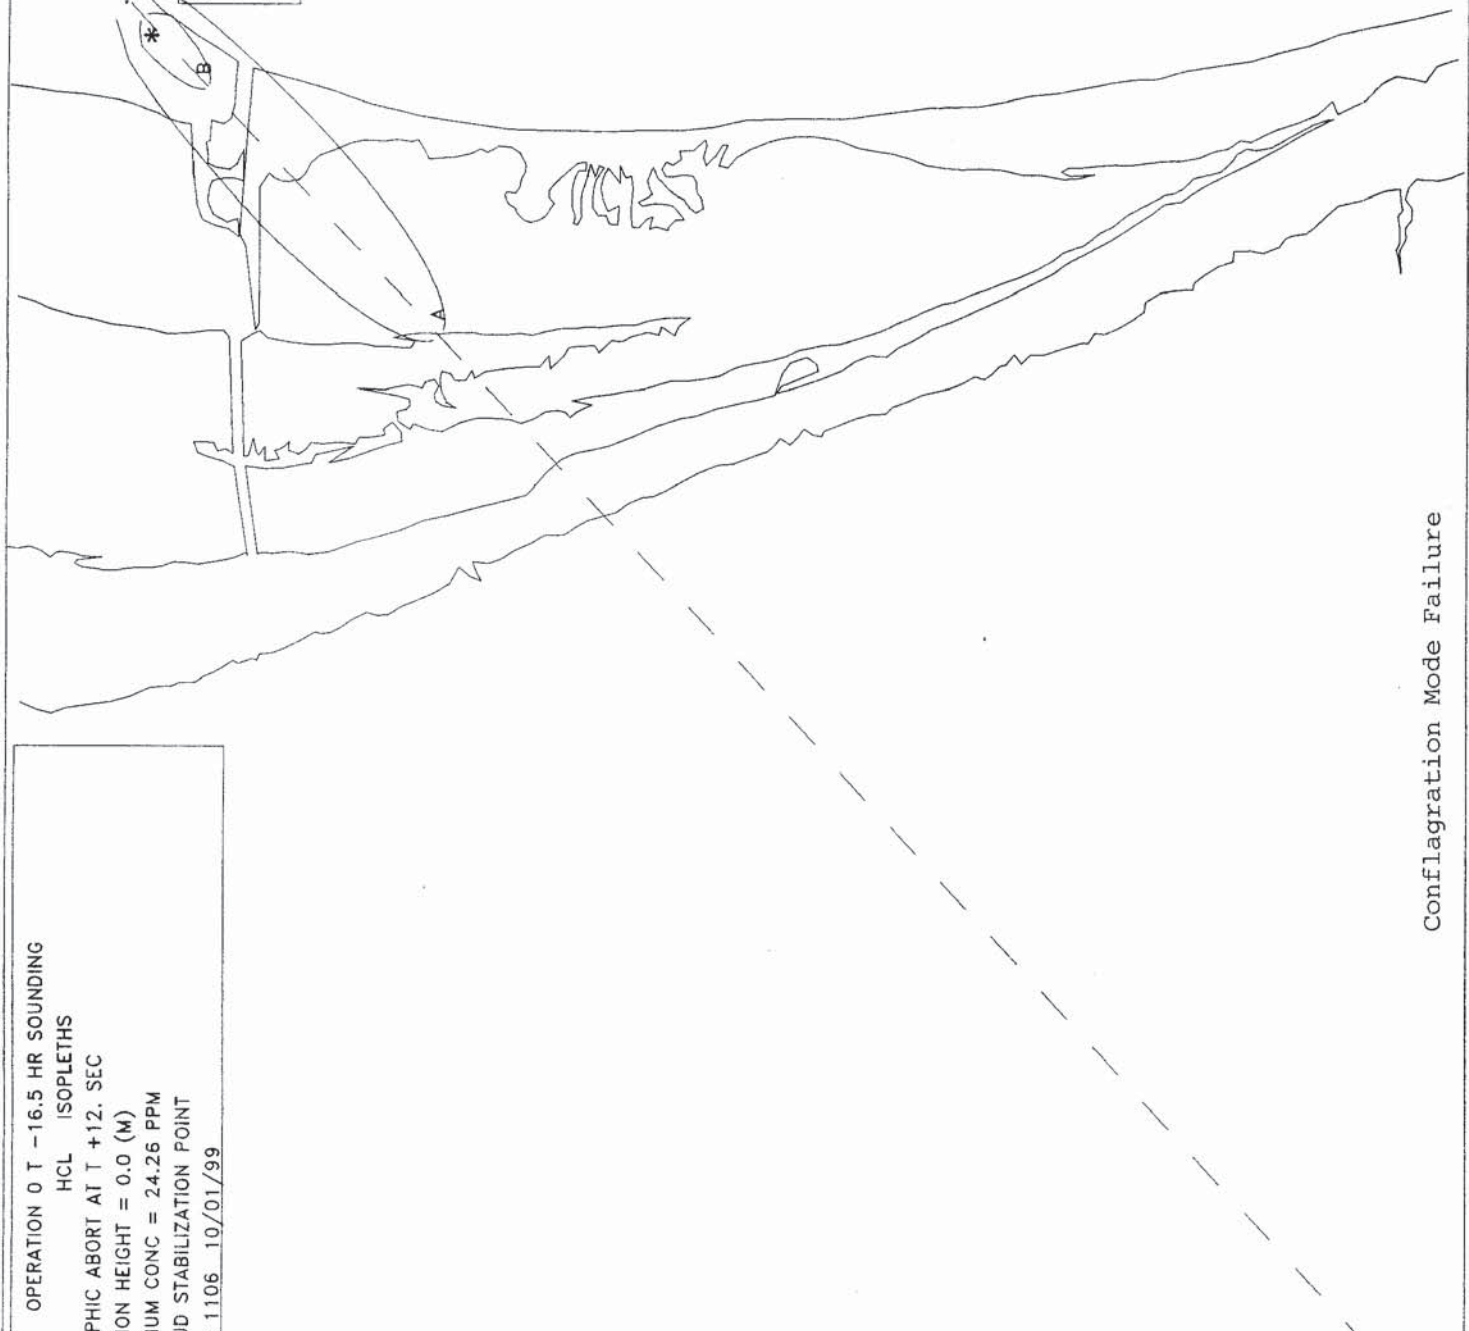 OPERATION 0 T -16.5 HR SOUNDING
HCL ISOPLETHS
PHIC ABORT AT T +12. SEC
ION HEIGHT = 0.0 (M)
UM CONC = 24.26 PPM
D STABILIZATION POINT
1106 10/01/99
*
B
A
Conflagration Mode Failure